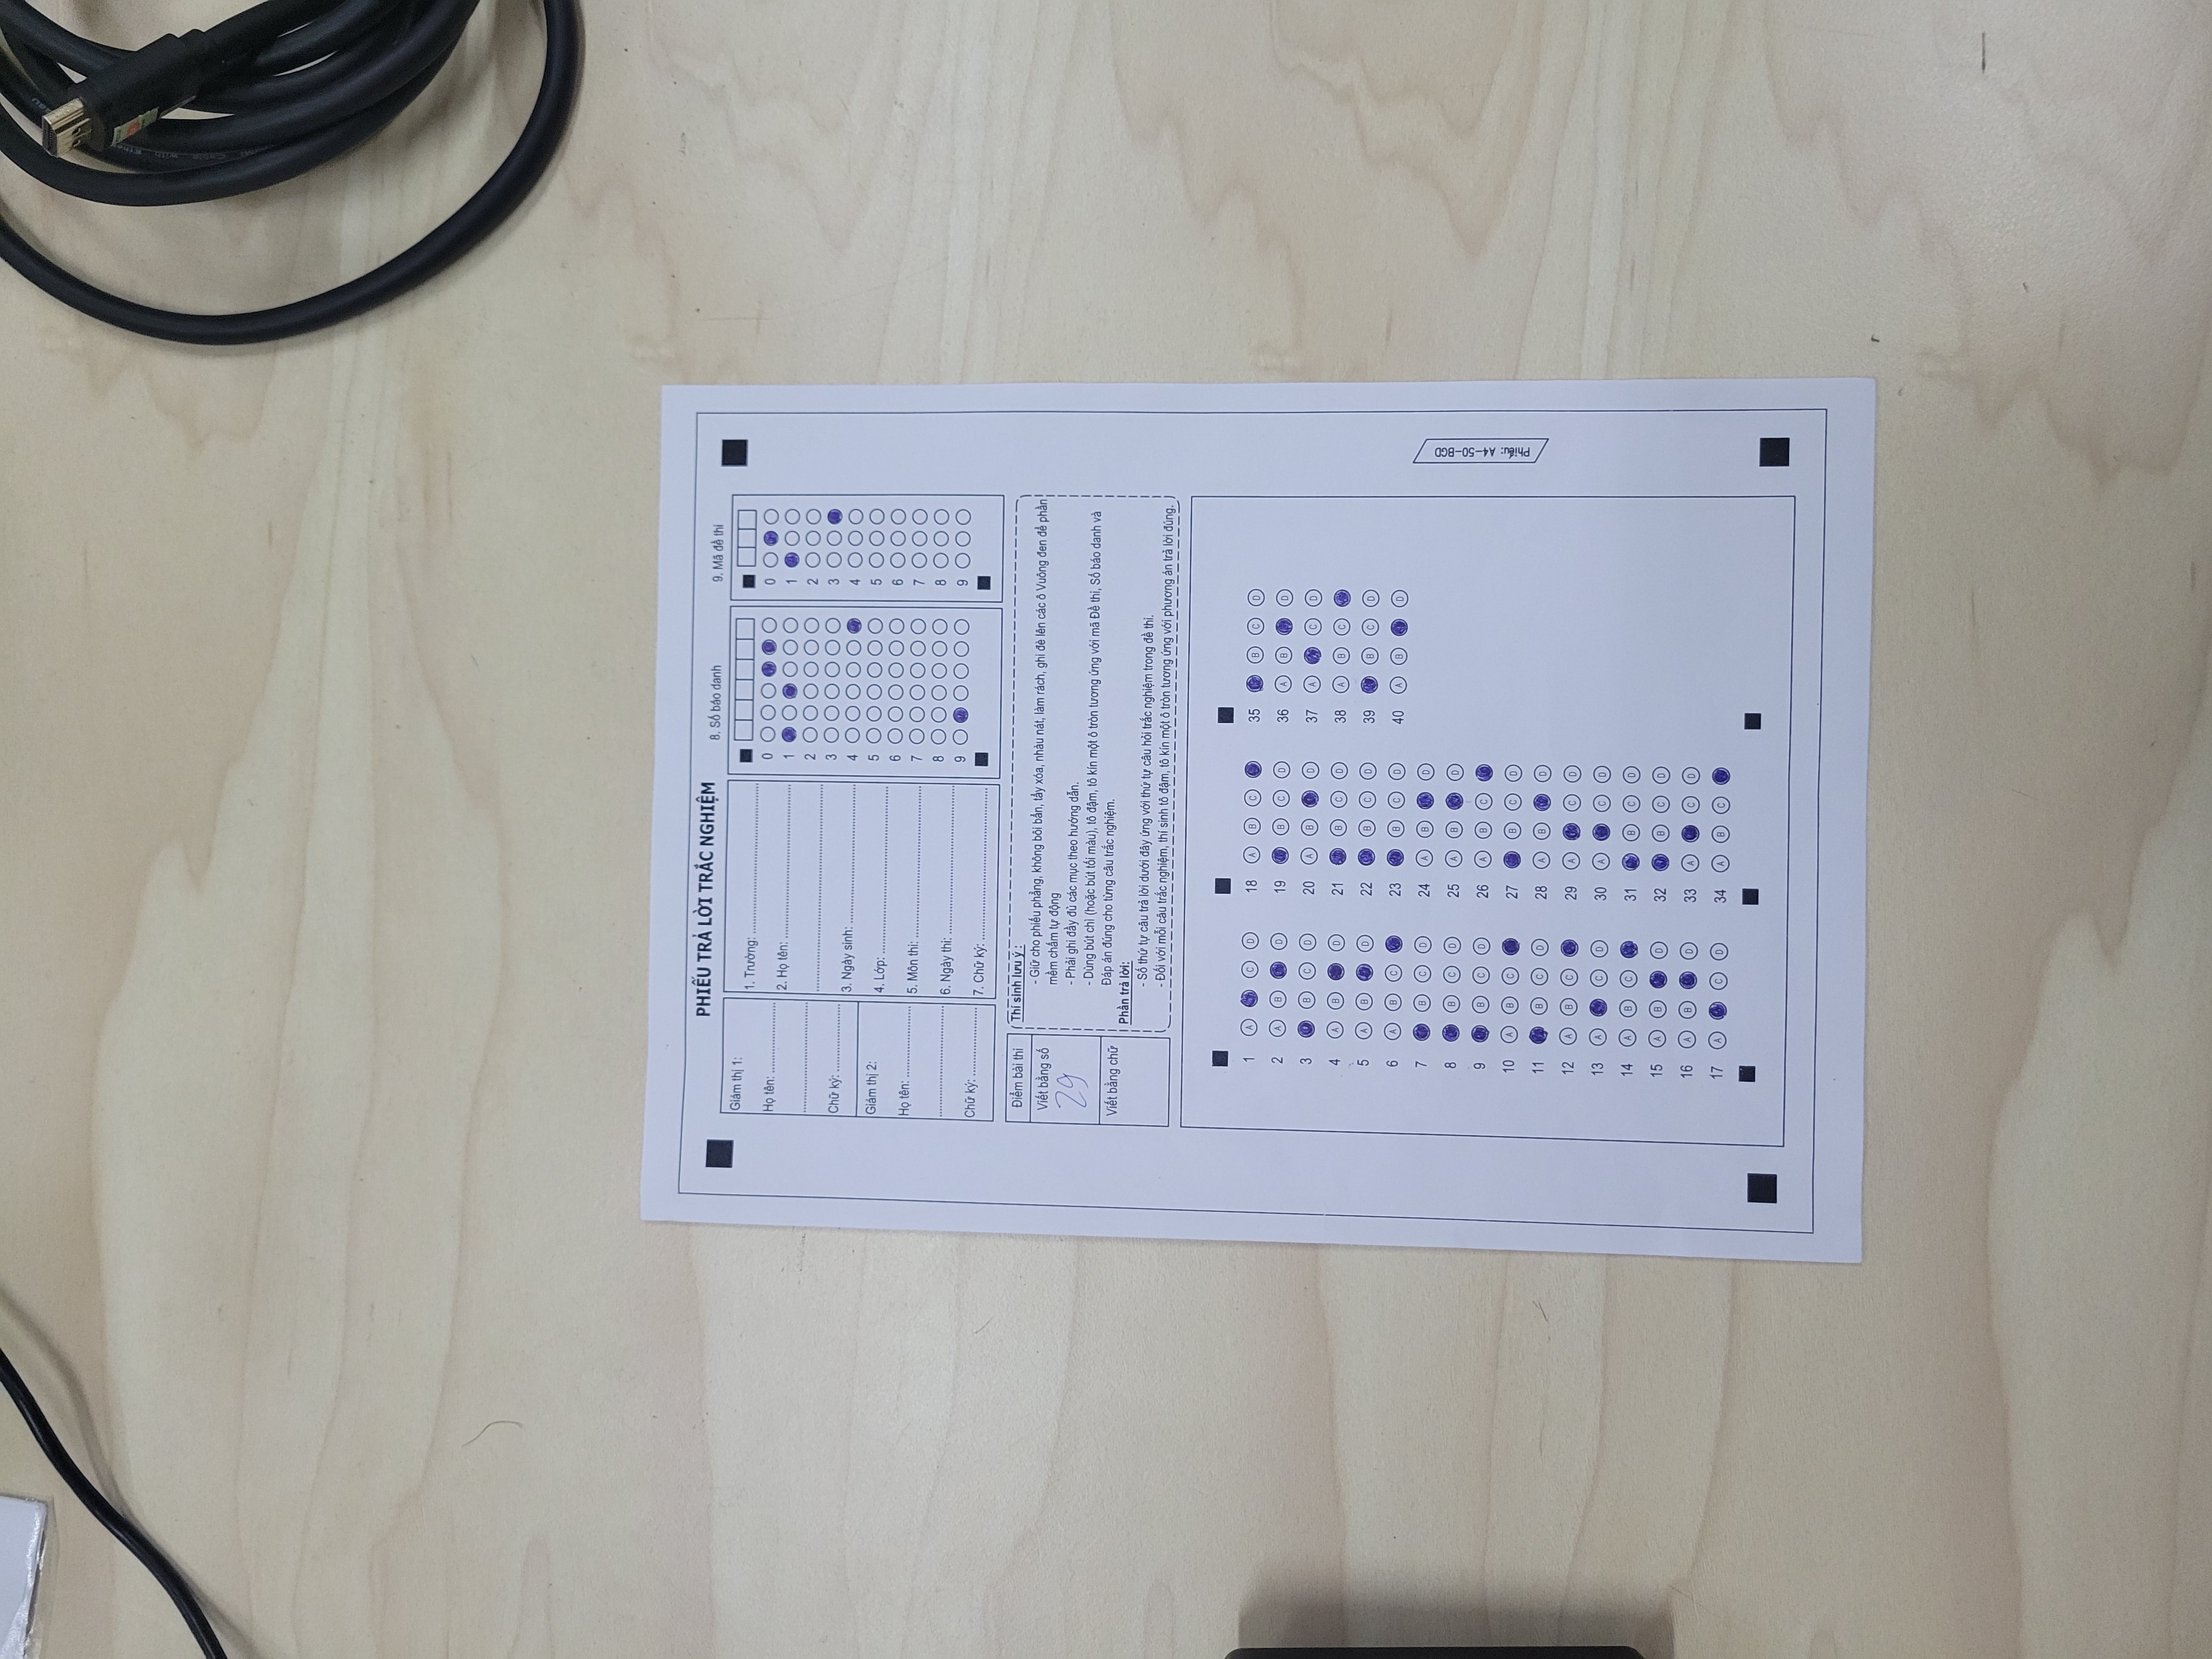 PHIẾU TRẢ LỜI TRẮC NGHIỆM
Giám thị 1:
Họ tên: ........................
Chữ ký: ........................
Giám thị 2:
Họ tên: ........................
Chữ ký: ........................
1. Trường: ........................
2. Họ tên: ........................
3. Ngày sinh: ........................
4. Lớp: ........................
5. Môn thi: ........................
6. Ngày thi: ........................
7. Chữ ký: ........................
8. Số báo danh
0
1
2
3
4
5
6
7
8
9
9. Mã đề thi
0
1
2
3
4
5
6
7
8
9
Điểm bài thi
Viết bằng số
29
Viết bằng chữ
Thí sinh lưu ý :
- Giữ cho phiếu phẳng, không bôi bẩn, tẩy xóa, nhàu nát, làm rách, ghi đè lên các ô Vuông đen để phần
mềm chấm tự động
- Phải ghi đầy đủ các mục theo hướng dẫn.
- Dùng bút chì (hoặc bút tối màu), tô đậm, tô kín một ô tròn tương ứng với mã Đề thi, Số báo danh và
Đáp án đúng cho từng câu trắc nghiệm.
Phần trả lời:
- Số thứ tự câu trả lời dưới đây ứng với thứ tự câu hỏi trắc nghiệm trong đề thi.
- Đối với mỗi câu trắc nghiệm, thí sinh tô đậm, tô kín một ô tròn tương ứng với phương án trả lời đúng.
1 A C D
2 A B D
3 B C D
4 A B D
5 A B D
6 A B C
7 B C D
8 B C D
9 B C D
10 A B C
11 B C D
12 A B C
13 A C D
14 A B C
15 A B D
16 A B D
17 A C D
18 A B C
19 B C D
20 A B D
21 B C D
22 B C D
23 B C D
24 A B D
25 A B D
26 A B C
27 B C D
28 A B D
29 A C D
30 A C D
31 B C D
32 B C D
33 A C D
34 A B C
35 B C D
36 A B D
37 A C D
38 A B C
39 B C D
40 A B D
Phiếu: A4-50-BGD